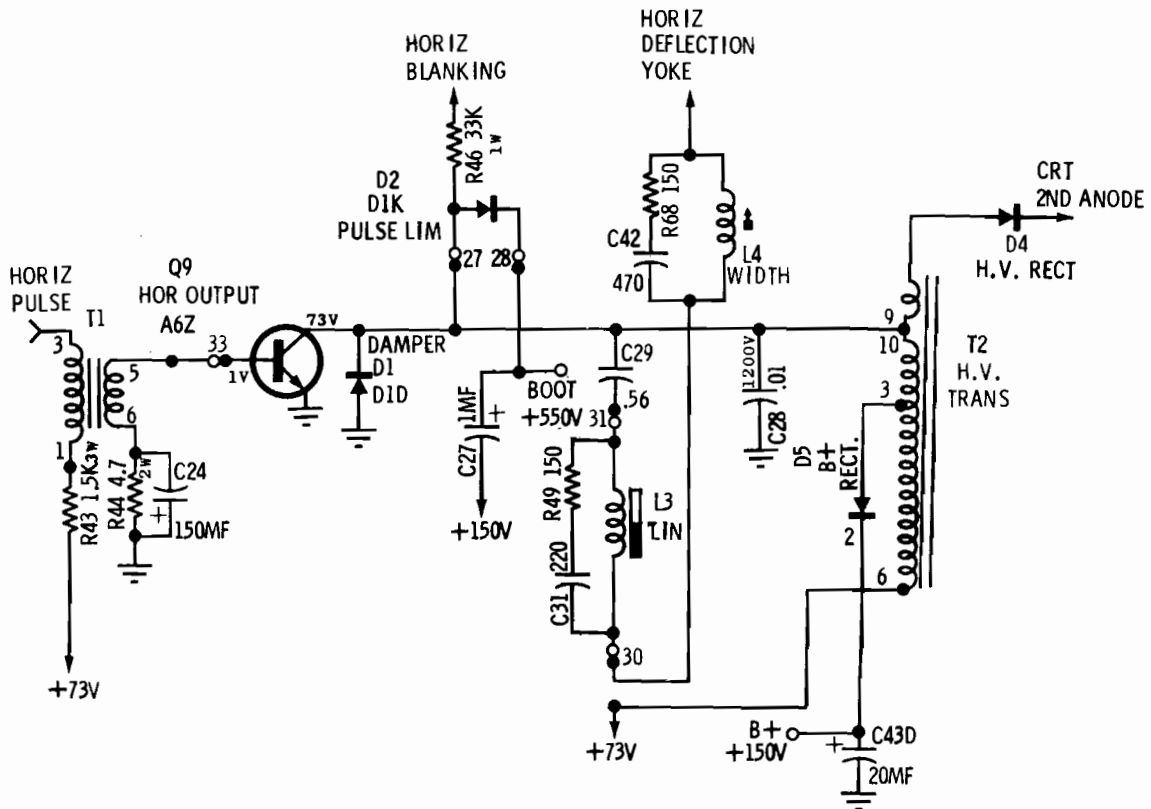 HORIZ
BLANKING
HORIZ
DEFLECTION
YOKE
R46 33K
1W
D2
D1K
PULSE LIM
27 28
R68 150
C42
470
L4
WIDTH
CRT
2ND ANODE
D4
H.V. RECT
HORIZ
PULSE
T1
Q9
HOR OUTPUT
A6Z
33
3
5
6
1
1V
73V
DAMPER
D1
D1D
BOOT
+550V
C27 1MF
+
+150V
C29
.56
31
R49 150
L3
LIN
C31 220
30
1200V
.01
C28
9
10
3
T2
H.V.
TRANS
D5
B+
RECT.
2
6
R43 1.5K 3W
R44 4.7
2W
C24
+
150MF
+73V
+73V
B+
+150V
+
C43D
20MF